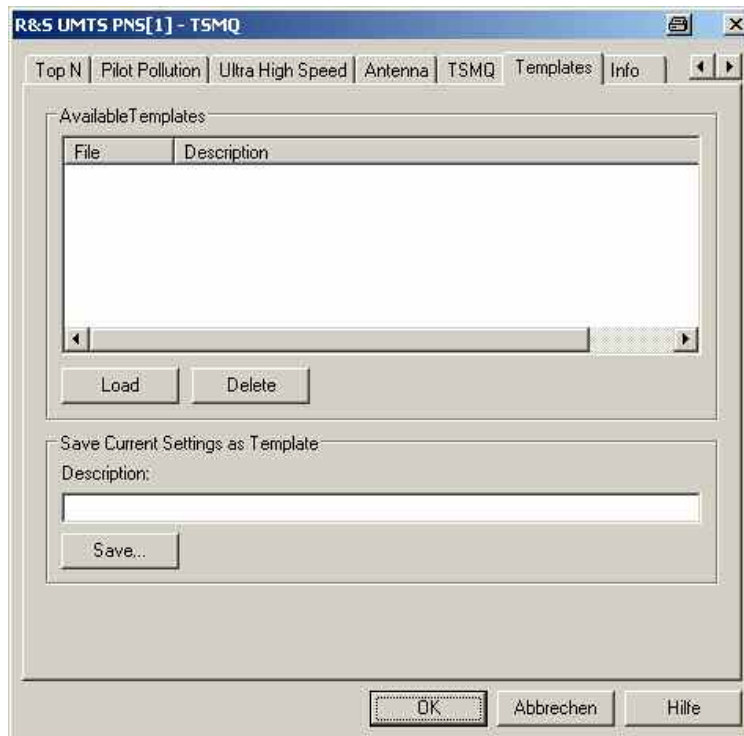 R&S UMTS PNS[1] - TSMQ
Top N Pilot Pollution Ultra High Speed Antenna TSMQ Templates Info
AvailableTemplates
File Description
Load Delete
Save Current Settings as Template
Description:
Save...
OK Abbrechen Hilfe